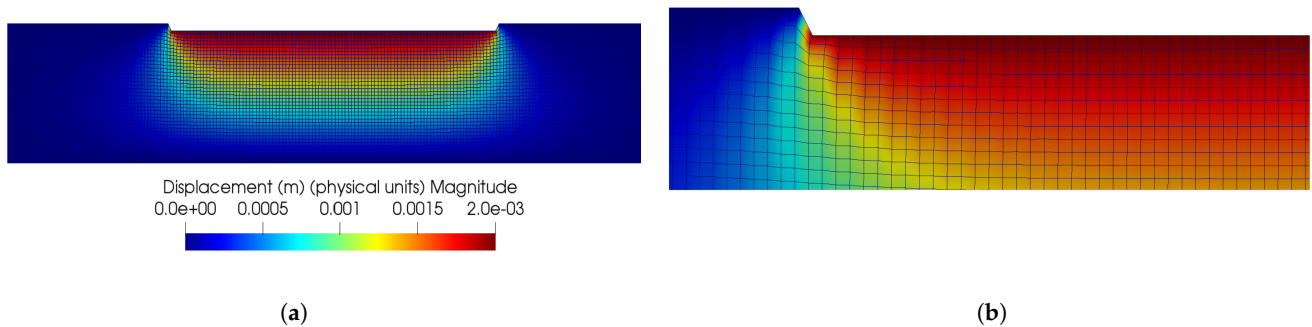 Displacement (m) (physical units) Magnitude
0.0e+00 0.0005 0.001 0.0015 2.0e-03
(a) (b)